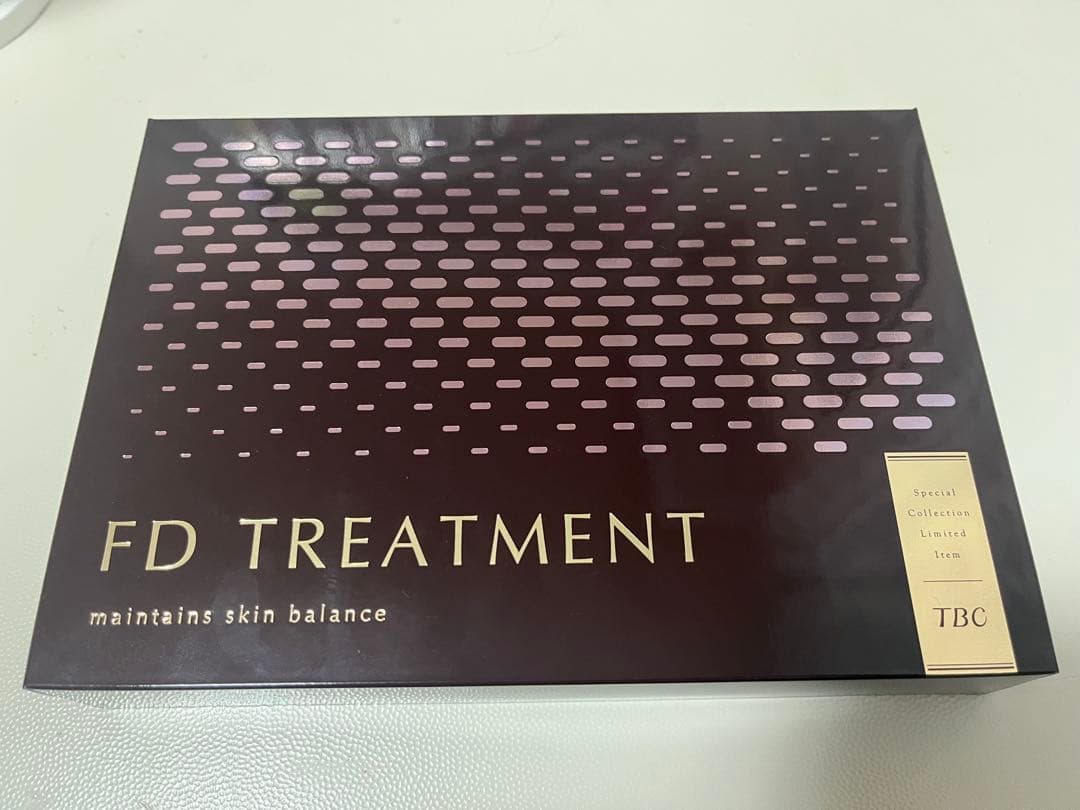 FD TREATMENT
maintains skin balance
Special
Collection
Limited
Item
TBC